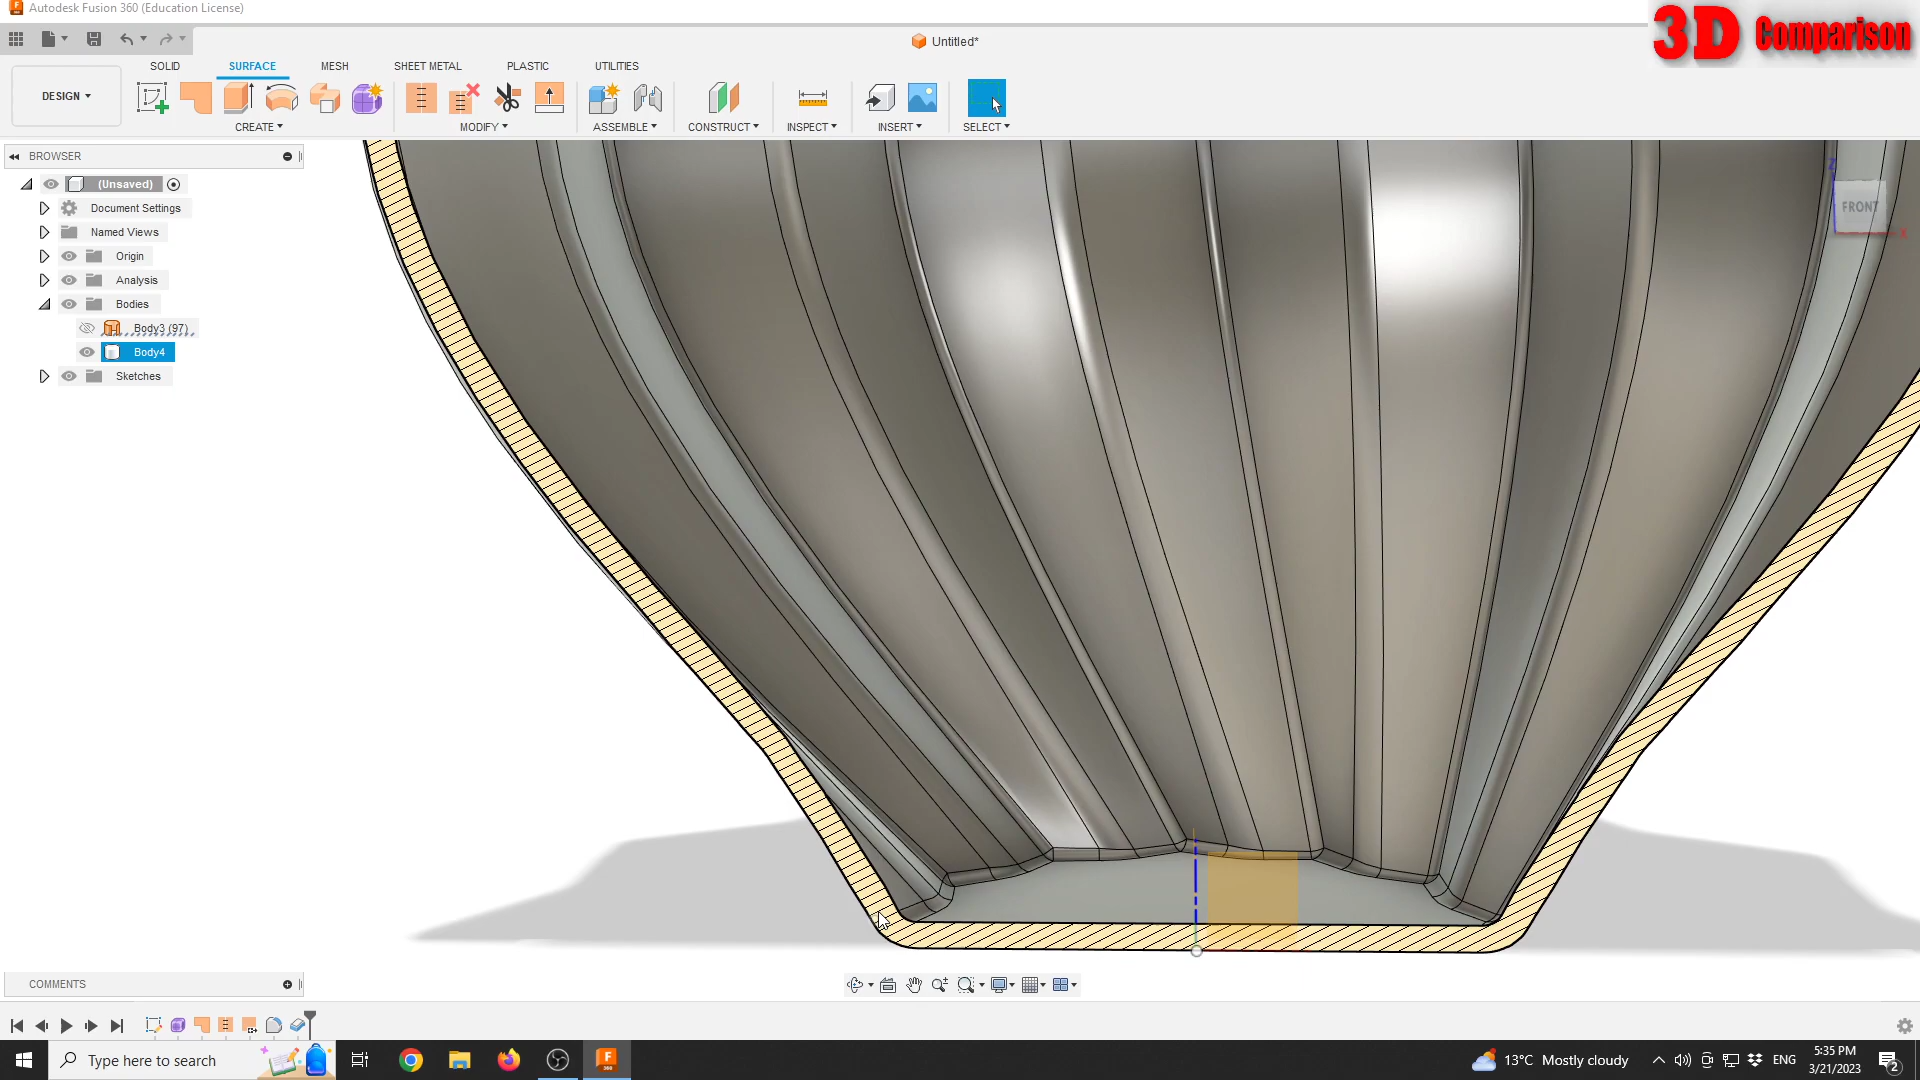 Autodesk Fusion 360 (Education License)
3D Comparison
Untitled*
SOLID SURFACE MESH SHEET METAL PLASTIC UTILITIES
DESIGN
CREATE MODIFY ASSEMBLE CONSTRUCT INSPECT INSERT SELECT
BROWSER
(Unsaved)
Document Settings
Named Views
Origin
Analysis
Bodies
Body3 (97)
Body4
Sketches
Z
FRONT
X
COMMENTS
Type here to search
F
360
13°C Mostly cloudy
ENG
5:35 PM
3/21/2023
2